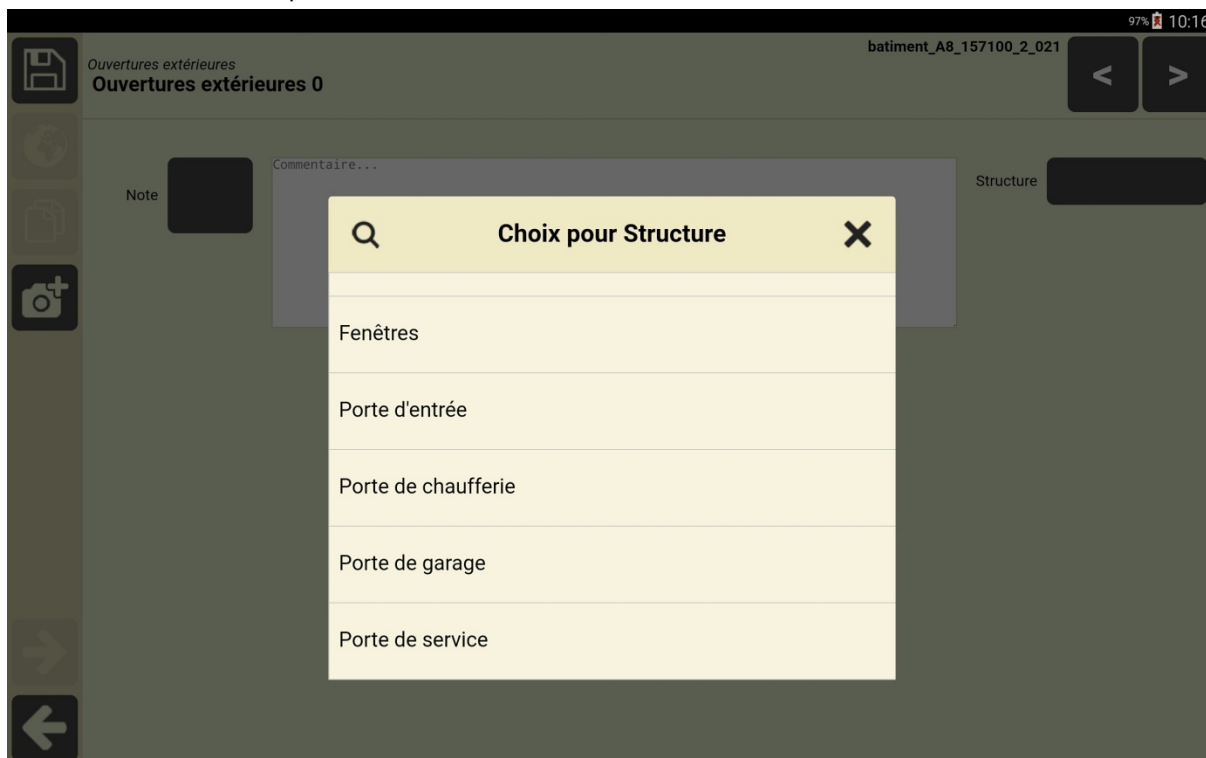 97% 10:16
batiment_A8_157100_2_021
Ouvertures extérieures
Ouvertures extérieures 0
< >
Note
Commentaire...
Structure
Choix pour Structure
Fenêtres
Porte d'entrée
Porte de chaufferie
Porte de garage
Porte de service